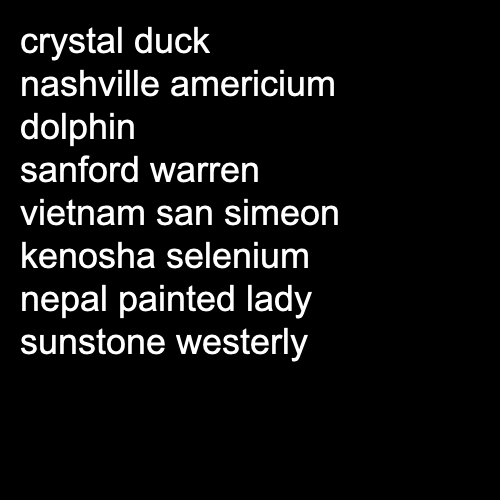 crystal duck
nashville americium
dolphin
sanford warren
vietnam san simeon
kenosha selenium
nepal painted lady
sunstone westerly